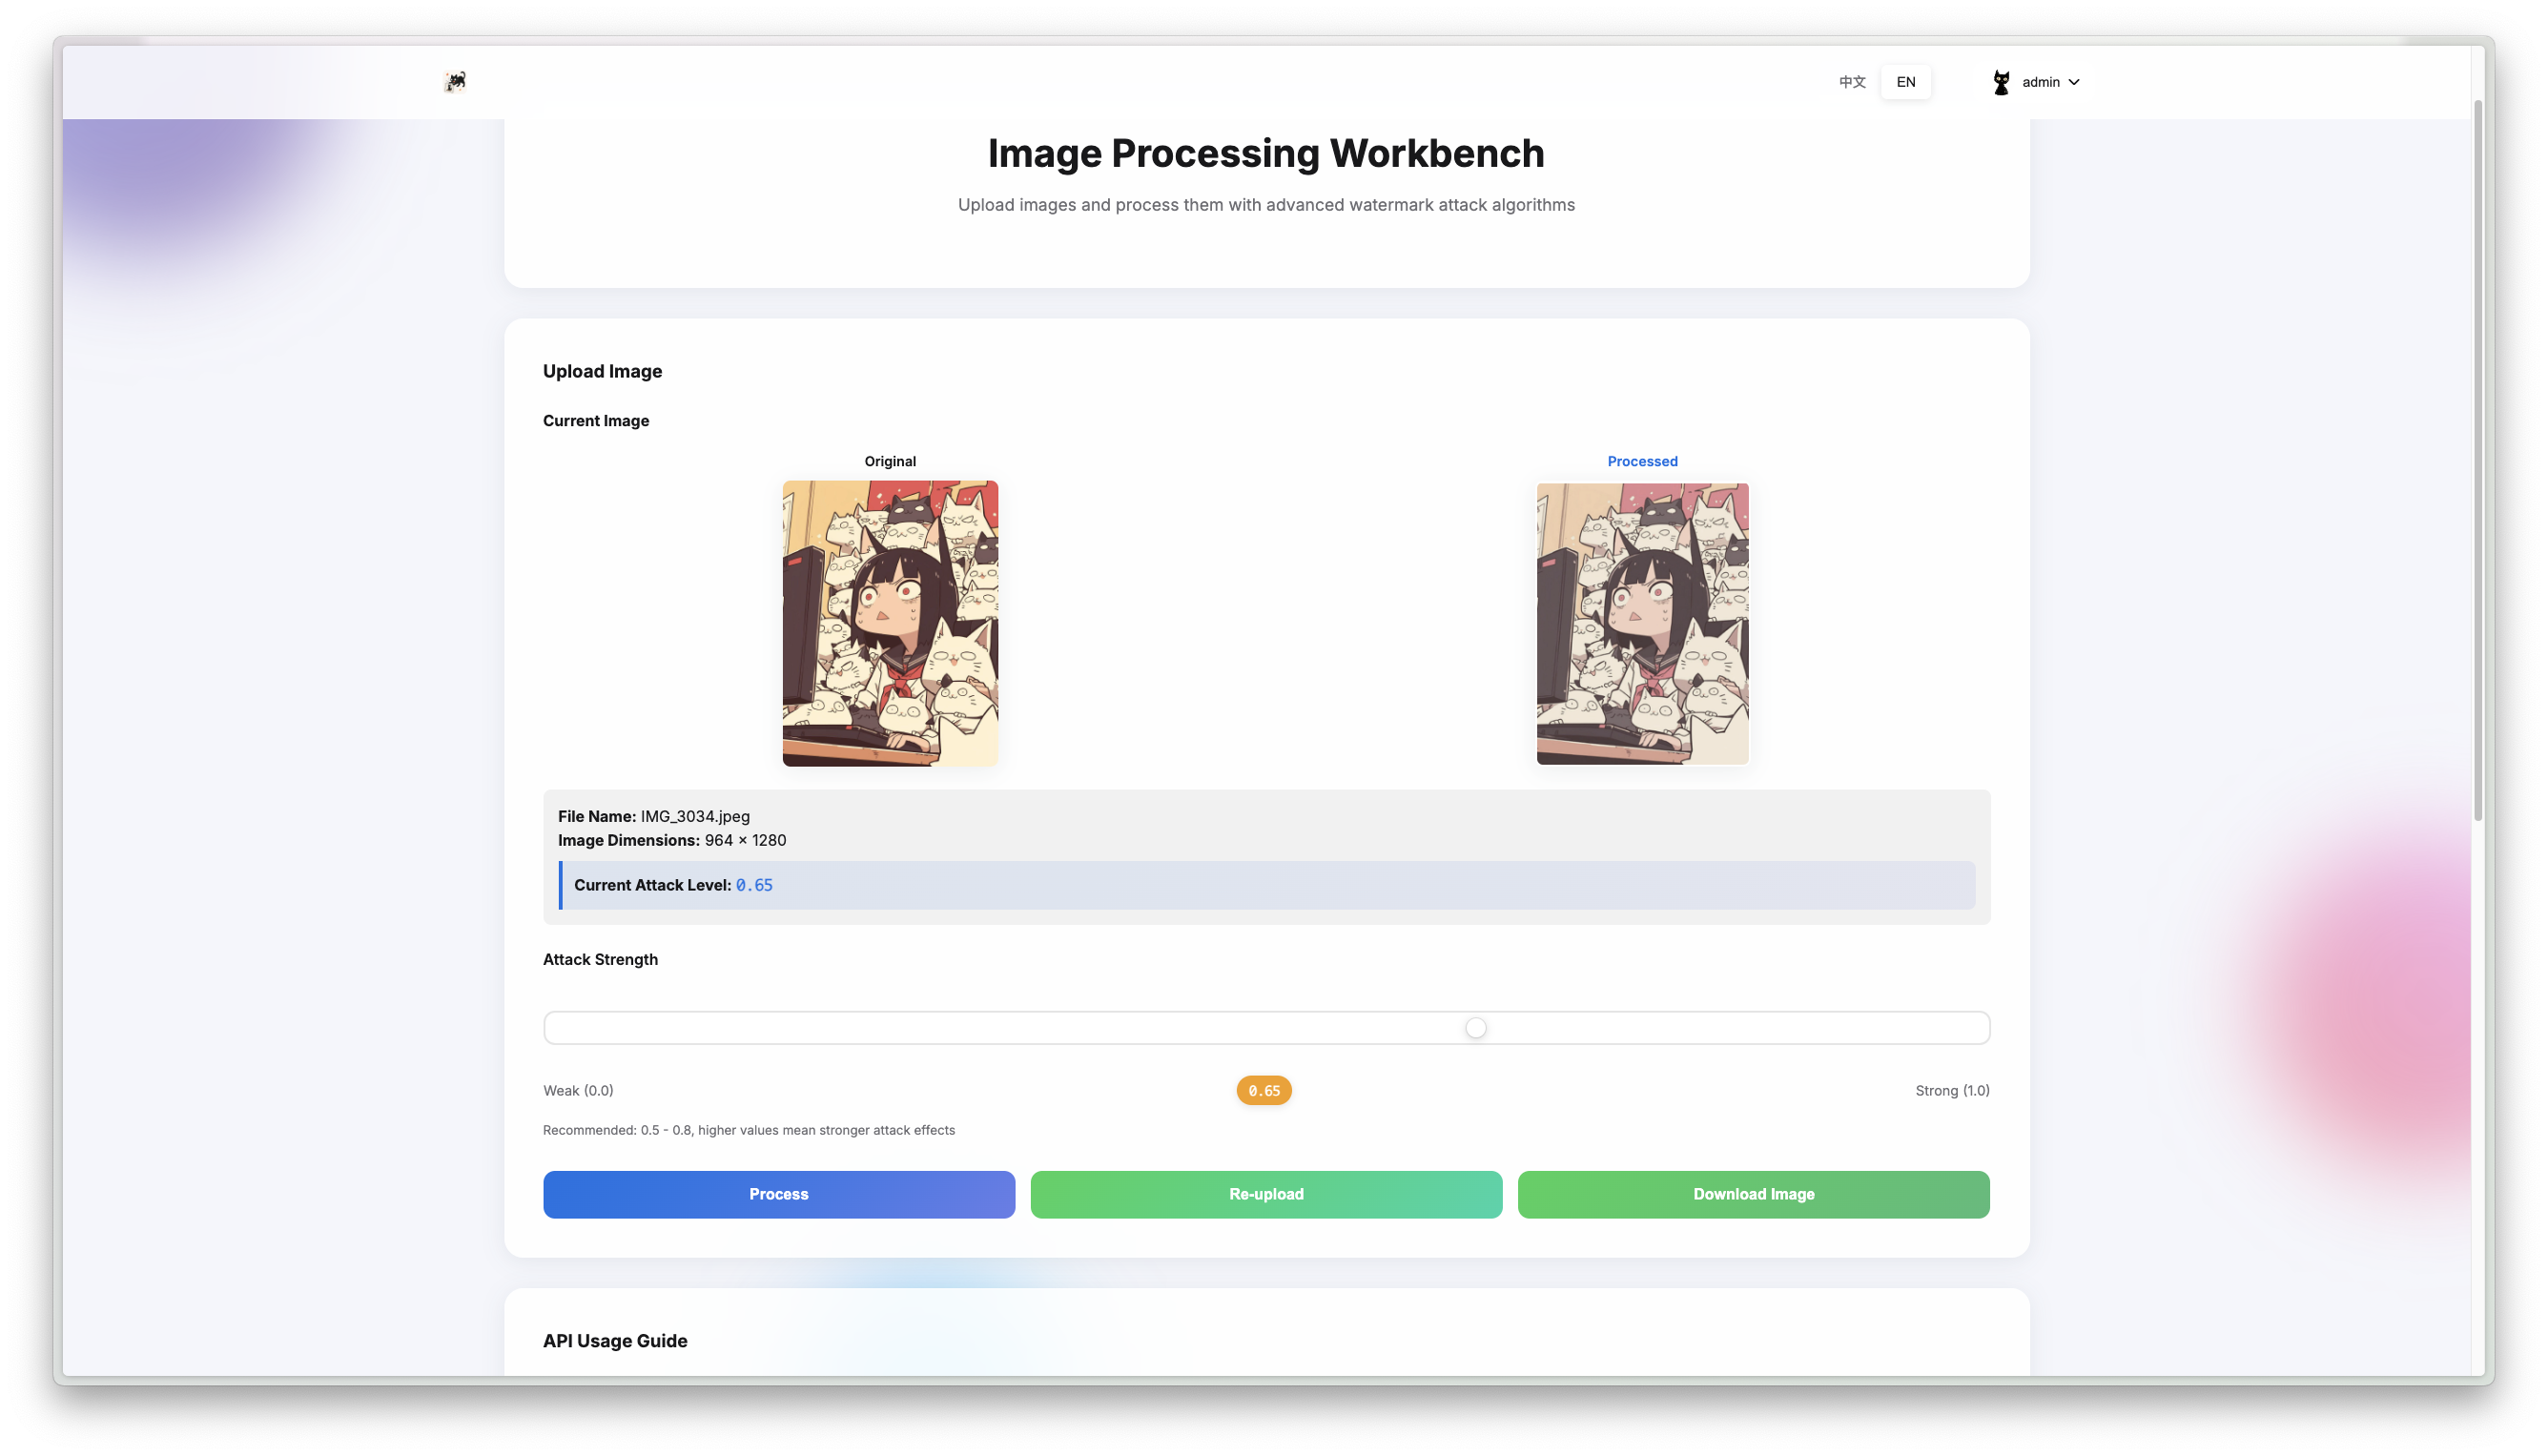 中文
EN
admin
Image Processing Workbench
Upload images and process them with advanced watermark attack algorithms
Upload Image
Current Image
Original
Processed
File Name: IMG_3034.jpeg
Image Dimensions: 964 × 1280
Current Attack Level: 0.65
Attack Strength
Weak (0.0)
0.65
Strong (1.0)
Recommended: 0.5 - 0.8, higher values mean stronger attack effects
Process
Re-upload
Download Image
API Usage Guide